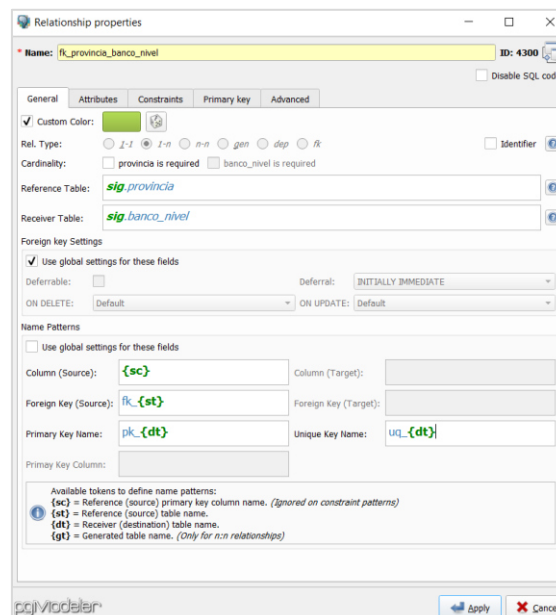 Relationship properties
* Name: fk_provincia_banco_nivel ID: 4300
Disable SQL cod
General Attributes Constraints Primary key Advanced
Custom Color:
Rel. Type: 1-1 1-n n-n gen dep fk Identifier
Cardinality: provincia is required banco_nivel is required
Reference Table: sig.provincia
Receiver Table: sig.banco_nivel
Foreign key Settings
Use global settings for these fields
Deferrable: Deferral: INITIALLY IMMEDIATE
ON DELETE: Default ON UPDATE: Default
Name Patterns
Use global settings for these fields
Column (Source): {sc} Column (Target):
Foreign Key (Source): fk_{st} Foreign Key (Target):
Primary Key Name: pk_{dt} Unique Key Name: uq_{dt}
Primay Key Column:
Available tokens to define name patterns:
{sc} = Reference (source) primary key column name. (Ignored on constraint patterns)
{st} = Reference (source) table name.
{dt} = Receiver (destination) table name.
{gt} = Generated table name. (Only for n:n relationships)
pgModeler Apply Cance